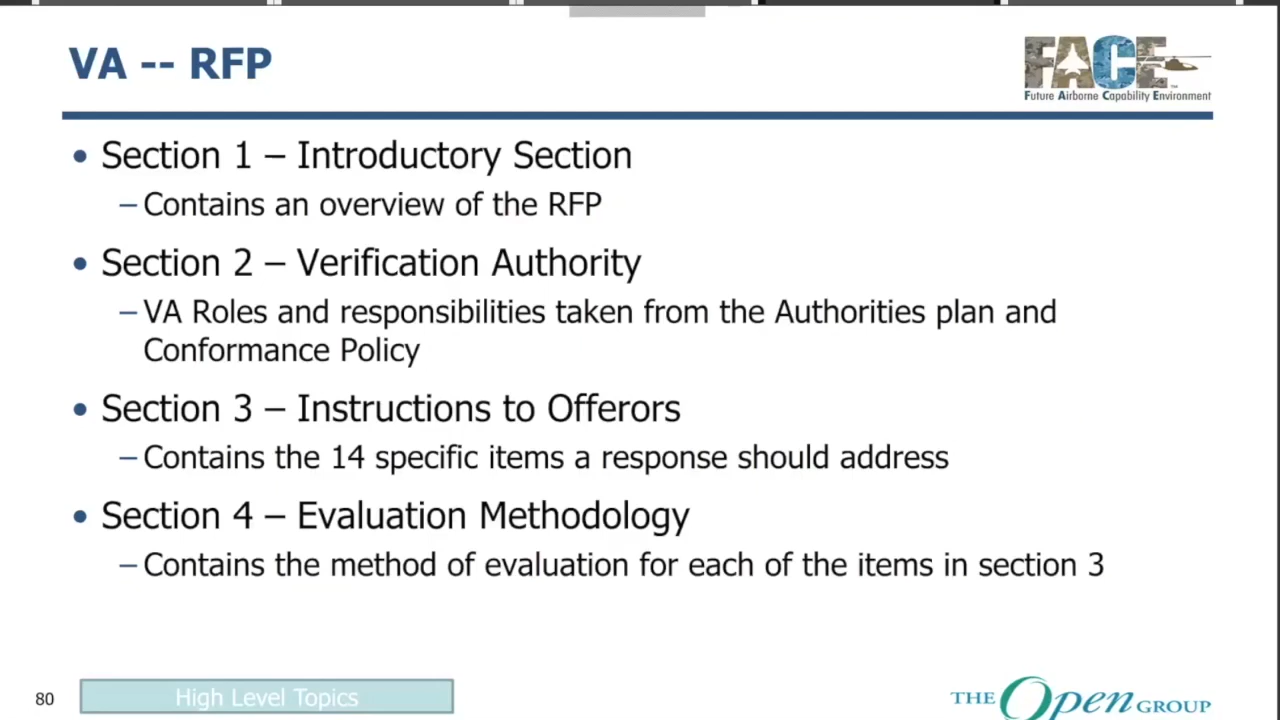 VA -- RFP
FACE
Future Airborne Capability Environment
• Section 1 – Introductory Section
– Contains an overview of the RFP
• Section 2 – Verification Authority
– VA Roles and responsibilities taken from the Authorities plan and
Conformance Policy
• Section 3 – Instructions to Offerors
– Contains the 14 specific items a response should address
• Section 4 – Evaluation Methodology
– Contains the method of evaluation for each of the items in section 3
80
High Level Topics
THE Open GROUP